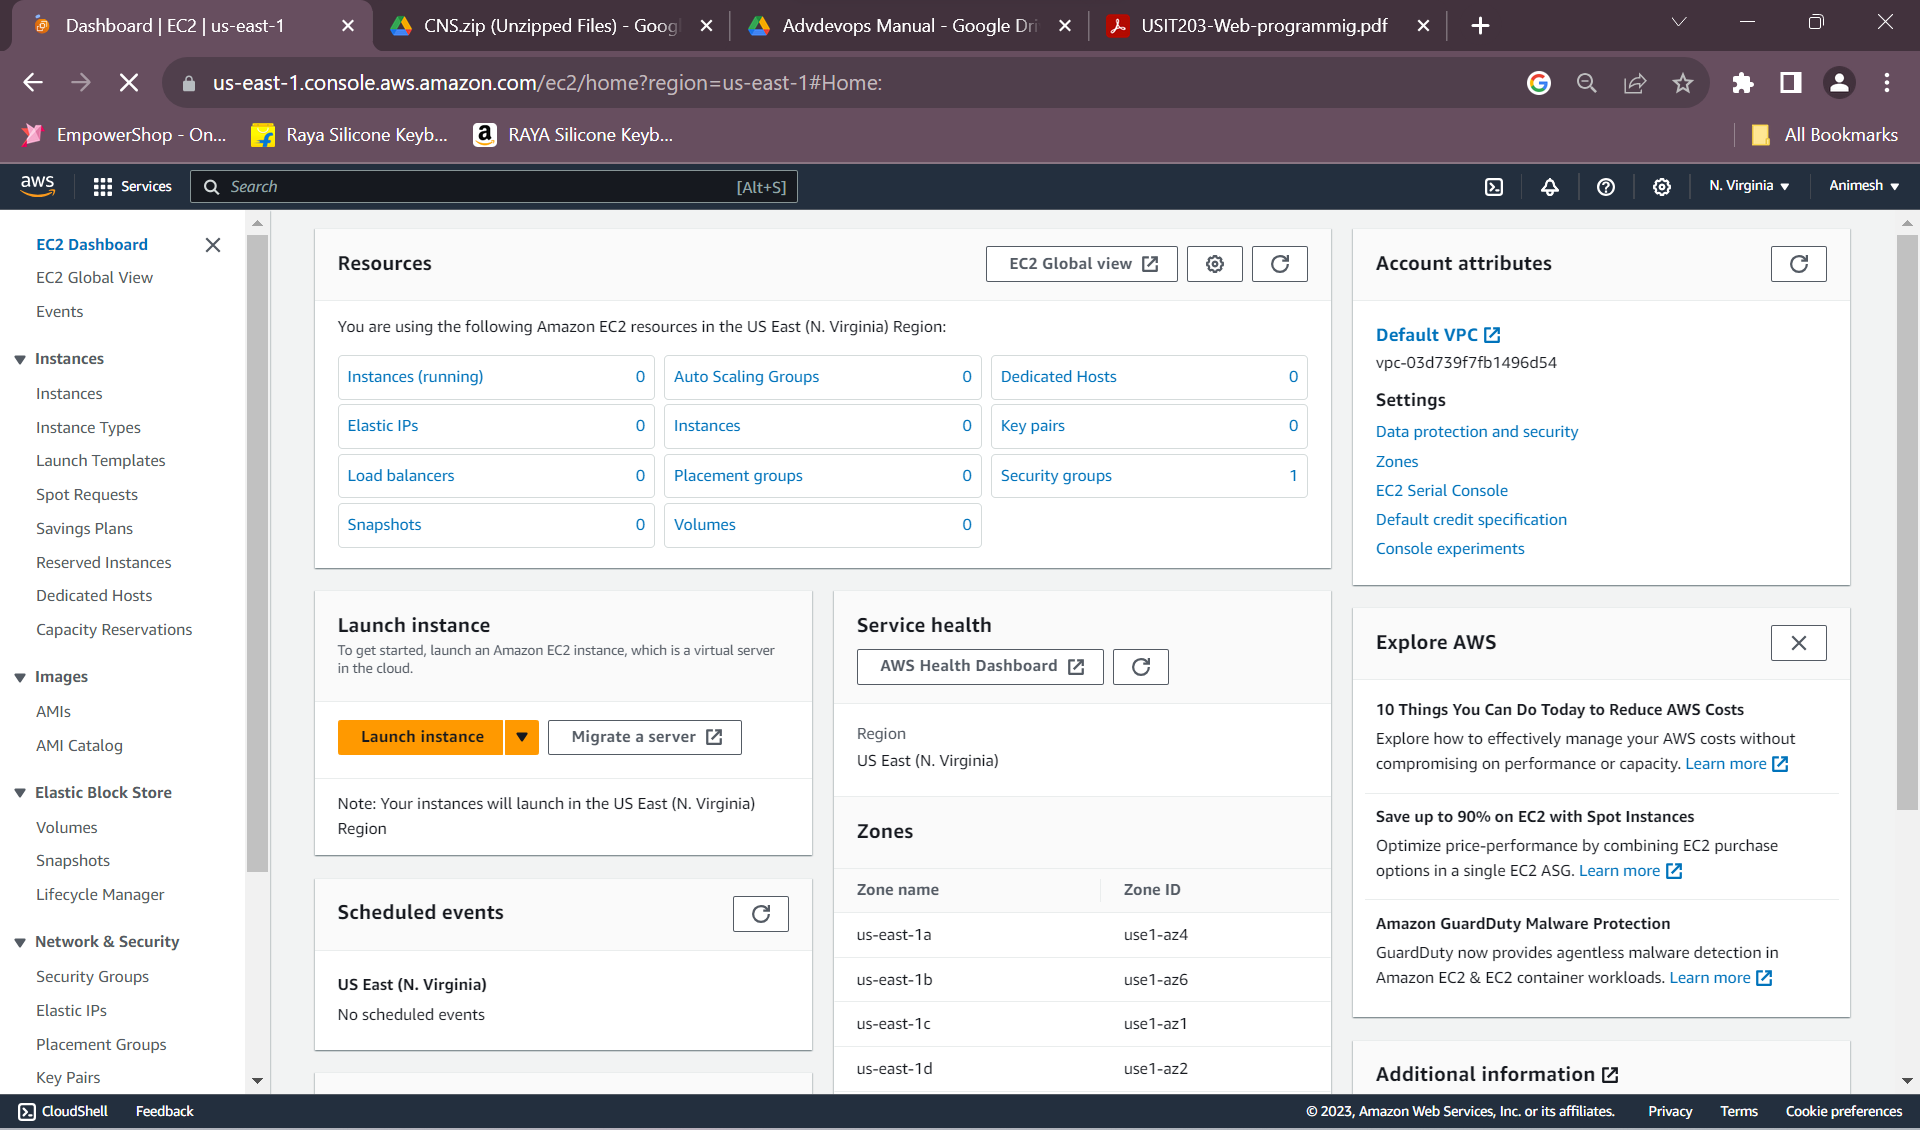 Dashboard | EC2 | us-east-1
CNS.zip (Unzipped Files) - Googl
Advdevops Manual - Google Dri
USIT203-Web-programmig.pdf
us-east-1.console.aws.amazon.com/ec2/home?region=us-east-1#Home:
EmpowerShop - On...
Raya Silicone Keyb...
RAYA Silicone Keyb...
All Bookmarks
aws
Services
Search
[Alt+S]
N. Virginia
Animesh
EC2 Dashboard
EC2 Global View
Events
Instances
Instances
Instance Types
Launch Templates
Spot Requests
Savings Plans
Reserved Instances
Dedicated Hosts
Capacity Reservations
Images
AMIs
AMI Catalog
Elastic Block Store
Volumes
Snapshots
Lifecycle Manager
Network & Security
Security Groups
Elastic IPs
Placement Groups
Key Pairs
Resources
EC2 Global view
You are using the following Amazon EC2 resources in the US East (N. Virginia) Region:
Instances (running) 0
Auto Scaling Groups 0
Dedicated Hosts 0
Elastic IPs 0
Instances 0
Key pairs 0
Load balancers 0
Placement groups 0
Security groups 1
Snapshots 0
Volumes 0
Launch instance
To get started, launch an Amazon EC2 instance, which is a virtual server
in the cloud.
Launch instance
Migrate a server
Note: Your instances will launch in the US East (N. Virginia)
Region
Scheduled events
US East (N. Virginia)
No scheduled events
Service health
AWS Health Dashboard
Region
US East (N. Virginia)
Zones
Zone name Zone ID
us-east-1a use1-az4
us-east-1b use1-az6
us-east-1c use1-az1
us-east-1d use1-az2
Account attributes
Default VPC
vpc-03d739f7fb1496d54
Settings
Data protection and security
Zones
EC2 Serial Console
Default credit specification
Console experiments
Explore AWS
10 Things You Can Do Today to Reduce AWS Costs
Explore how to effectively manage your AWS costs without
compromising on performance or capacity. Learn more
Save up to 90% on EC2 with Spot Instances
Optimize price-performance by combining EC2 purchase
options in a single EC2 ASG. Learn more
Amazon GuardDuty Malware Protection
GuardDuty now provides agentless malware detection in
Amazon EC2 & EC2 container workloads. Learn more
Additional information
CloudShell
Feedback
© 2023, Amazon Web Services, Inc. or its affiliates.
Privacy
Terms
Cookie preferences